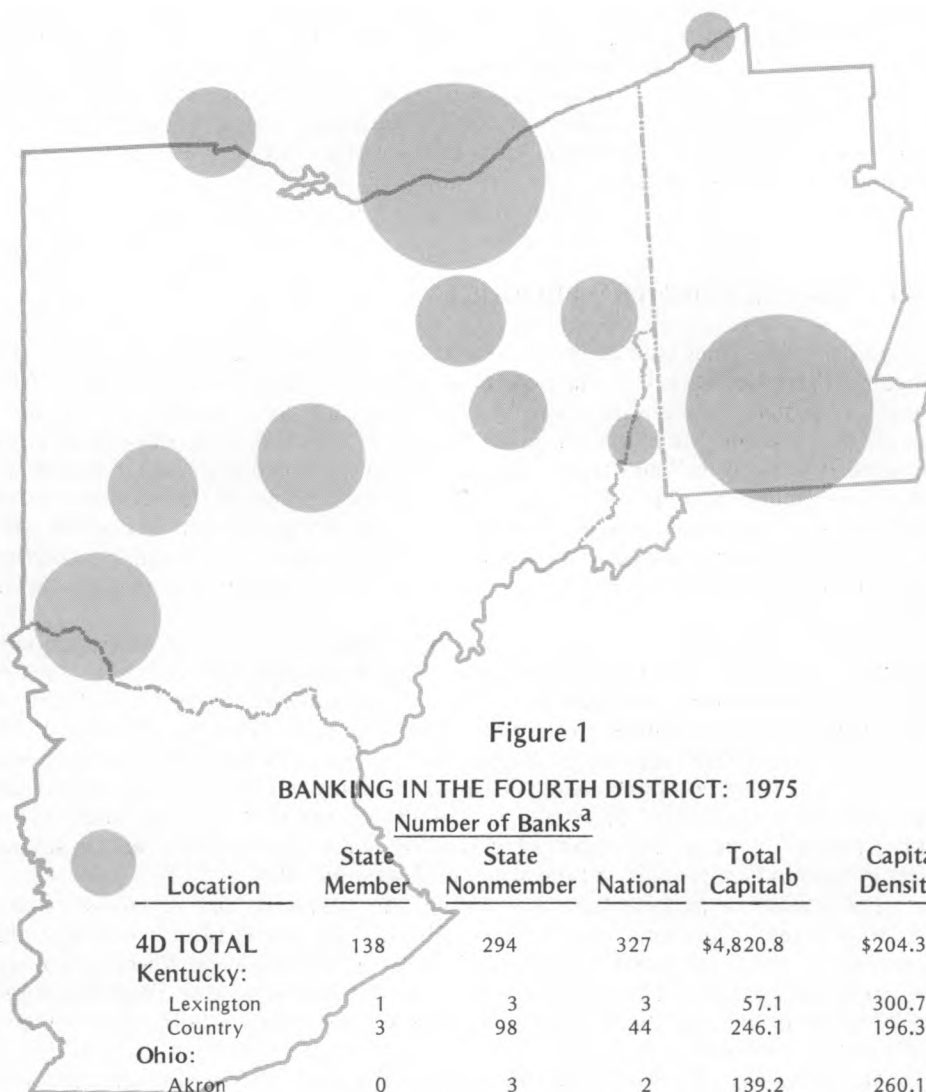 Figure 1
BANKING IN THE FOURTH DISTRICT: 1975
Number of Banks^a
State State Total
Location Member Nonmember National Capital^b
4D TOTAL 138 294 327 $4,820.8 $204.3
Kentucky:
Lexington 1 3 3 57.1 300.7
Country 3 98 44 246.1 196.3
Ohio:
Akron 0 3 2 139.2 260.1